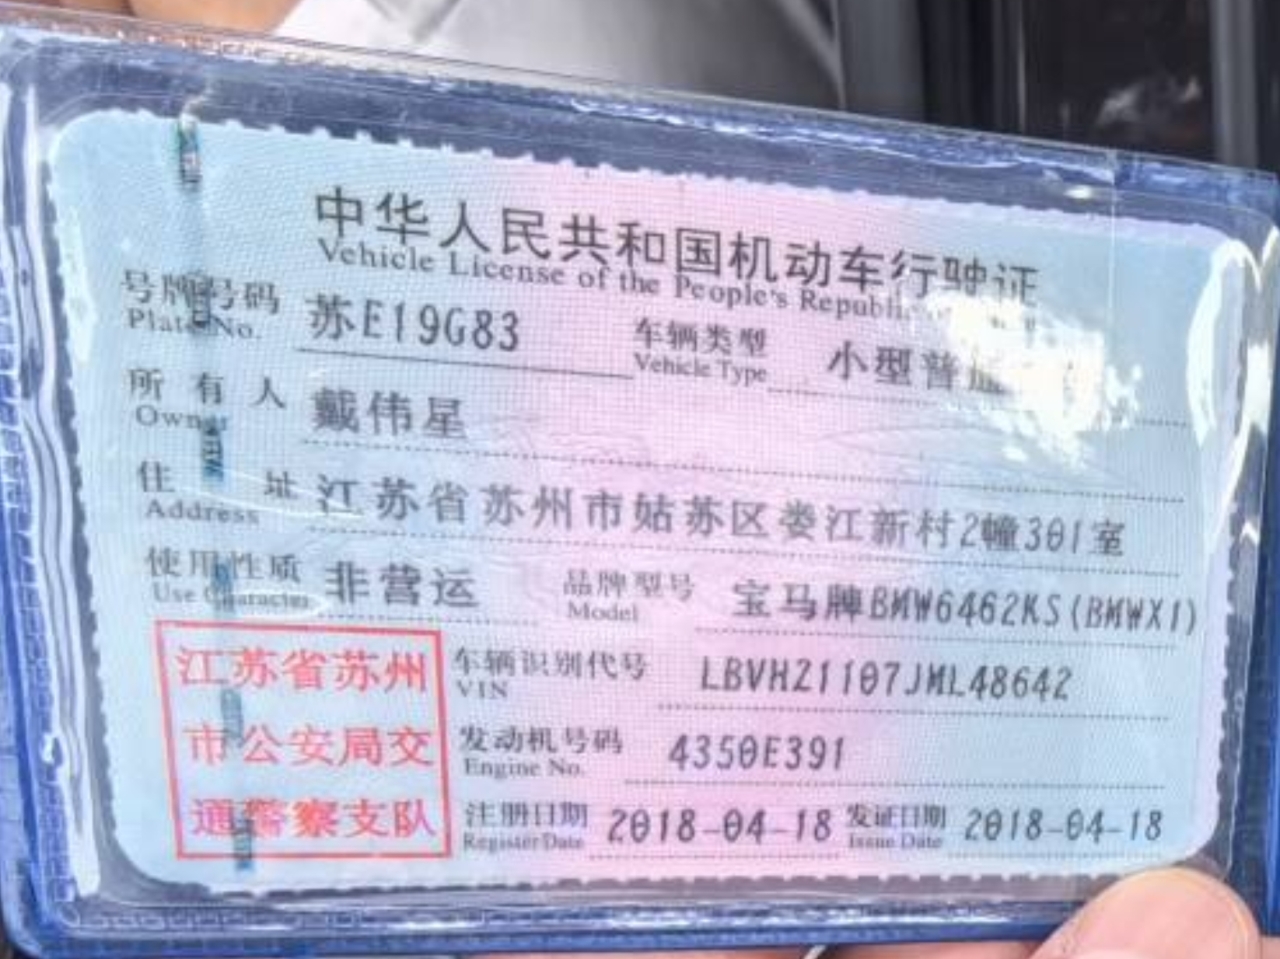 中华人民共和国机动车行驶证
Vehicle License of the People's Republic
号牌号码 苏E19G83 车辆类型 小型普通
Plate No. Vehicle Type
所有人 戴伟星
Owner
住址 江苏省苏州市姑苏区娄江新村2幢301室
Address
使用性质 非营运 品牌型号 宝马牌BMW6462KS(BMWX1)
Use Character Model
江苏省苏州 车辆识别代号 LBVHZ1107JML48642
VIN
市公安局交 发动机号码 4350E391
Engine No.
通警察支队 注册日期 2018-04-18 发证日期 2018-04-18
Register Date Issue Date